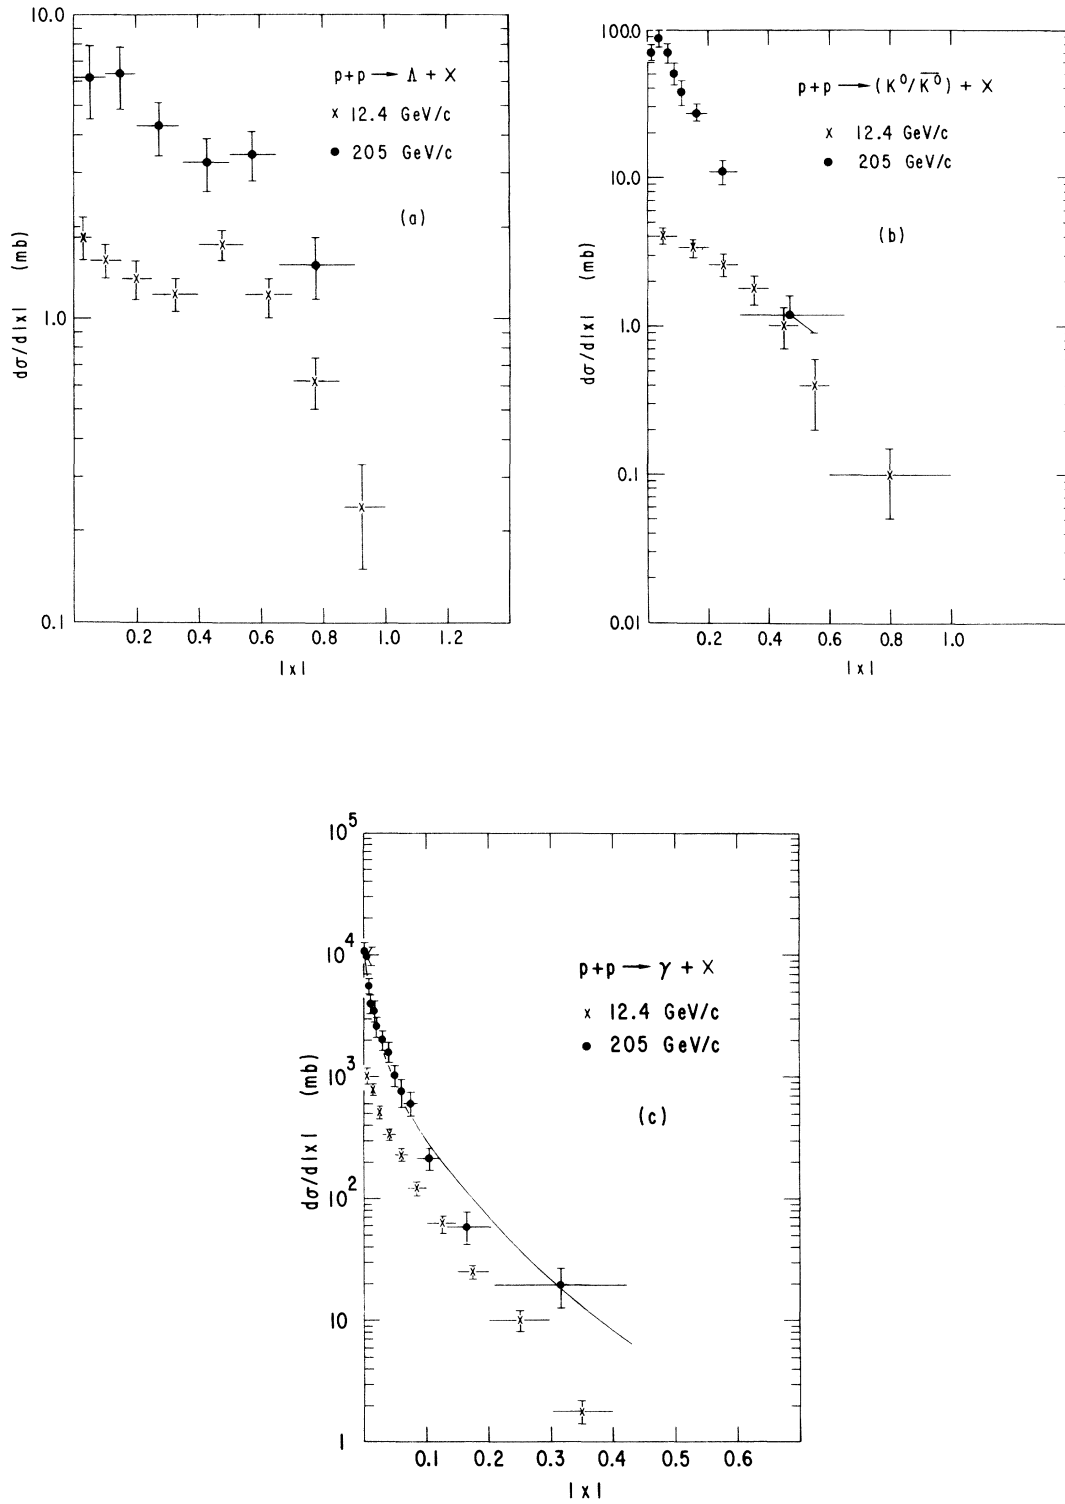 10.0
p+p → Λ + X
x 12.4 GeV/c
● 205 GeV/c
(a)
1.0
0.1
dσ/d|x| (mb)
0.2 0.4 0.6 0.8 1.0 1.2
|x|
100.0
p+p → (K⁰/K̅⁰) + X
x 12.4 GeV/c
● 205 GeV/c
10.0
(b)
1.0
0.1
0.01
dσ/d|x| (mb)
0.2 0.4 0.6 0.8 1.0
|x|
10⁵
10⁴
p+p → γ + X
x 12.4 GeV/c
● 205 GeV/c
10³
(c)
10²
10
1
dσ/d|x| (mb)
0.1 0.2 0.3 0.4 0.5 0.6
|x|